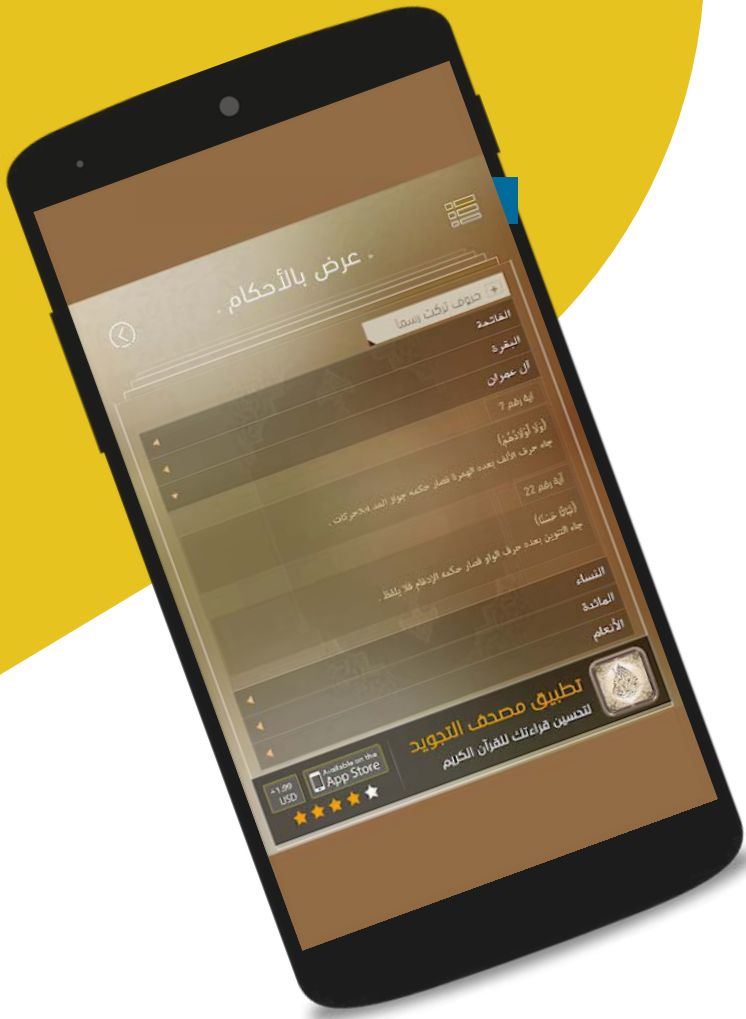 عرض بالأحكام
حروف تركت رسما
الفاتحة
البقرة
آل عمران
آية رقم 7
(وَلَا أَوْلَادُهُمْ)
جاء حرف الألف بعده الهمزة فصار حكمه جواز المد حركات .
آية رقم 22
حَسَنًا)
جاء التنوين بعده حرف الواو فصار حكمه الإدغام فلا يلفظ .
النساء
المائدة
الأنعام
تطبيق مصحف التجويد
لتحسين قراءتك للقرآن الكريم
Available on the
App Store
1.99
USD